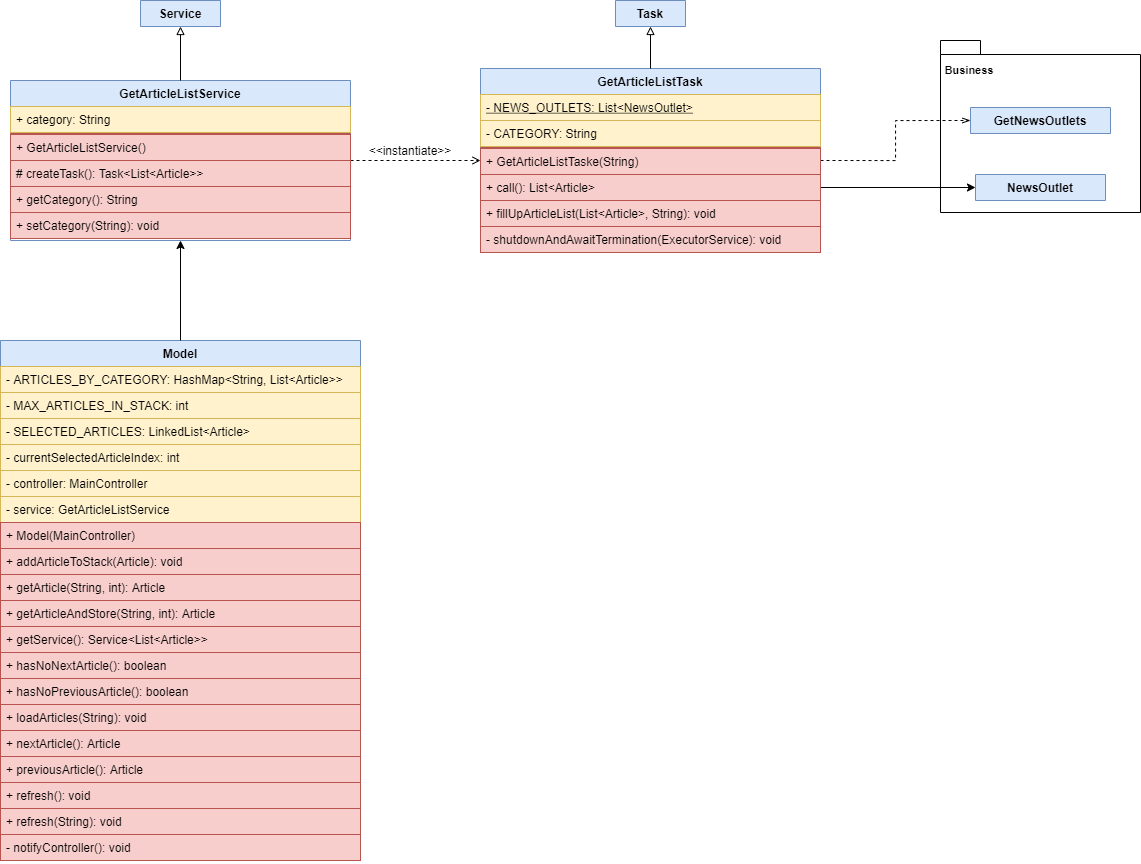 Service
Task
GetArticleListService
+ category: String
+ GetArticleListService()
# createTask(): Task<List<Article>>
+ getCategory(): String
+ setCategory(String): void
<<instantiate>>
GetArticleListTask
- NEWS_OUTLETS: List<NewsOutlet>
- CATEGORY: String
+ GetArticleListTaske(String)
+ call(): List<Article>
+ fillUpArticleList(List<Article>, String): void
- shutdownAndAwaitTermination(ExecutorService): void
Business
GetNewsOutlets
NewsOutlet
Model
- ARTICLES_BY_CATEGORY: HashMap<String, List<Article>>
- MAX_ARTICLES_IN_STACK: int
- SELECTED_ARTICLES: LinkedList<Article>
- currentSelectedArticleIndex: int
- controller: MainController
- service: GetArticleListService
+ Model(MainController)
+ addArticleToStack(Article): void
+ getArticle(String, int): Article
+ getArticleAndStore(String, int): Article
+ getService(): Service<List<Article>>
+ hasNoNextArticle(): boolean
+ hasNoPreviousArticle(): boolean
+ loadArticles(String): void
+ nextArticle(): Article
+ previousArticle(): Article
+ refresh(): void
+ refresh(String): void
- notifyController(): void